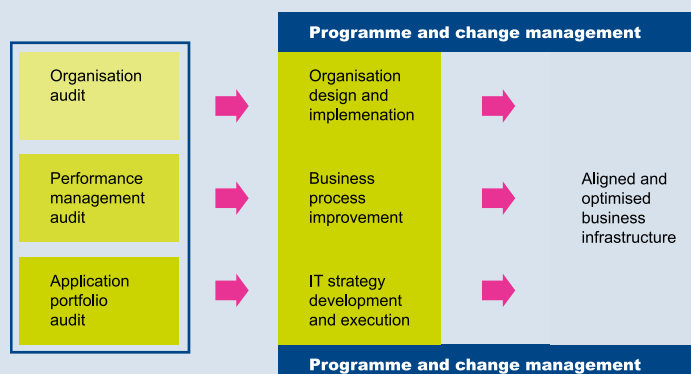 Programme and change management
Organisation
audit
Organisation
design and
implemenation
Performance
management
audit
Business
process
improvement
Aligned and
optimised
business
infrastructure
Application
portfolio
audit
IT strategy
development
and execution
Programme and change management